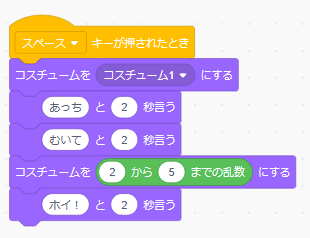 スペース キーが押されたとき
コスチュームを コスチューム1 にする
あっち と 2 秒言う
むいて と 2 秒言う
コスチュームを 2 から 5 までの乱数 にする
ホイ! と 2 秒言う